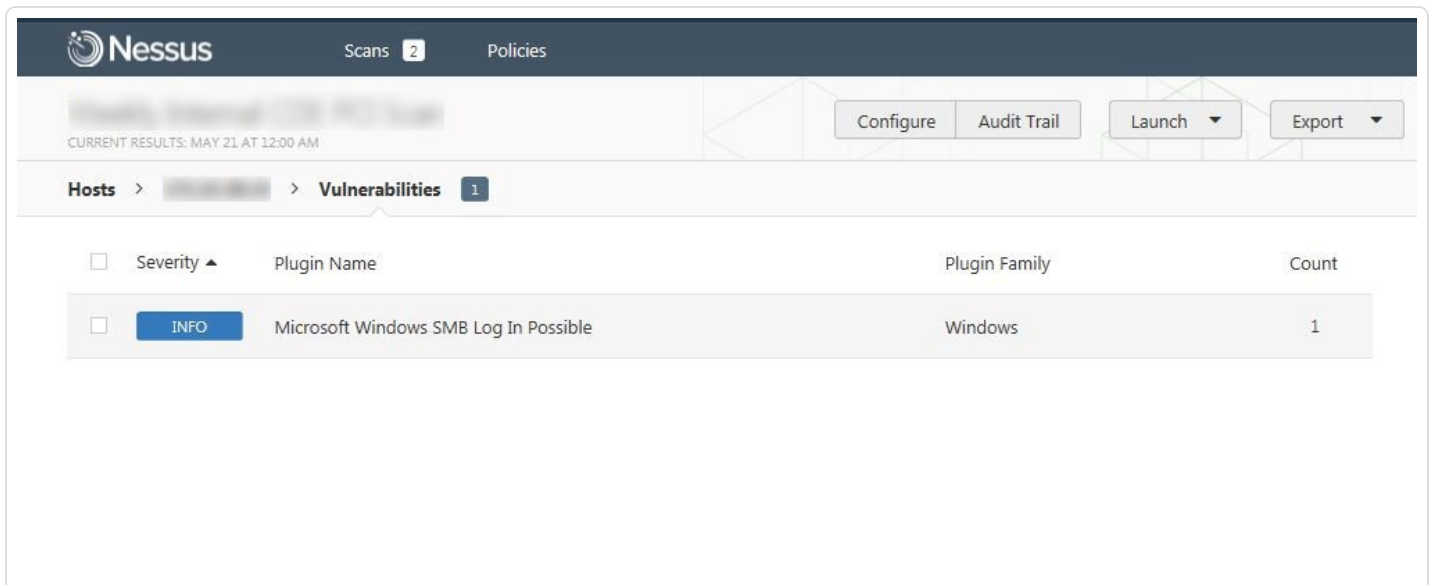 Nessus Scans 2 Policies
Configure Audit Trail Launch Export
CURRENT RESULTS: MAY 21 AT 12:00 AM
Hosts > > Vulnerabilities 1
Severity Plugin Name Plugin Family Count
INFO Microsoft Windows SMB Log In Possible Windows 1